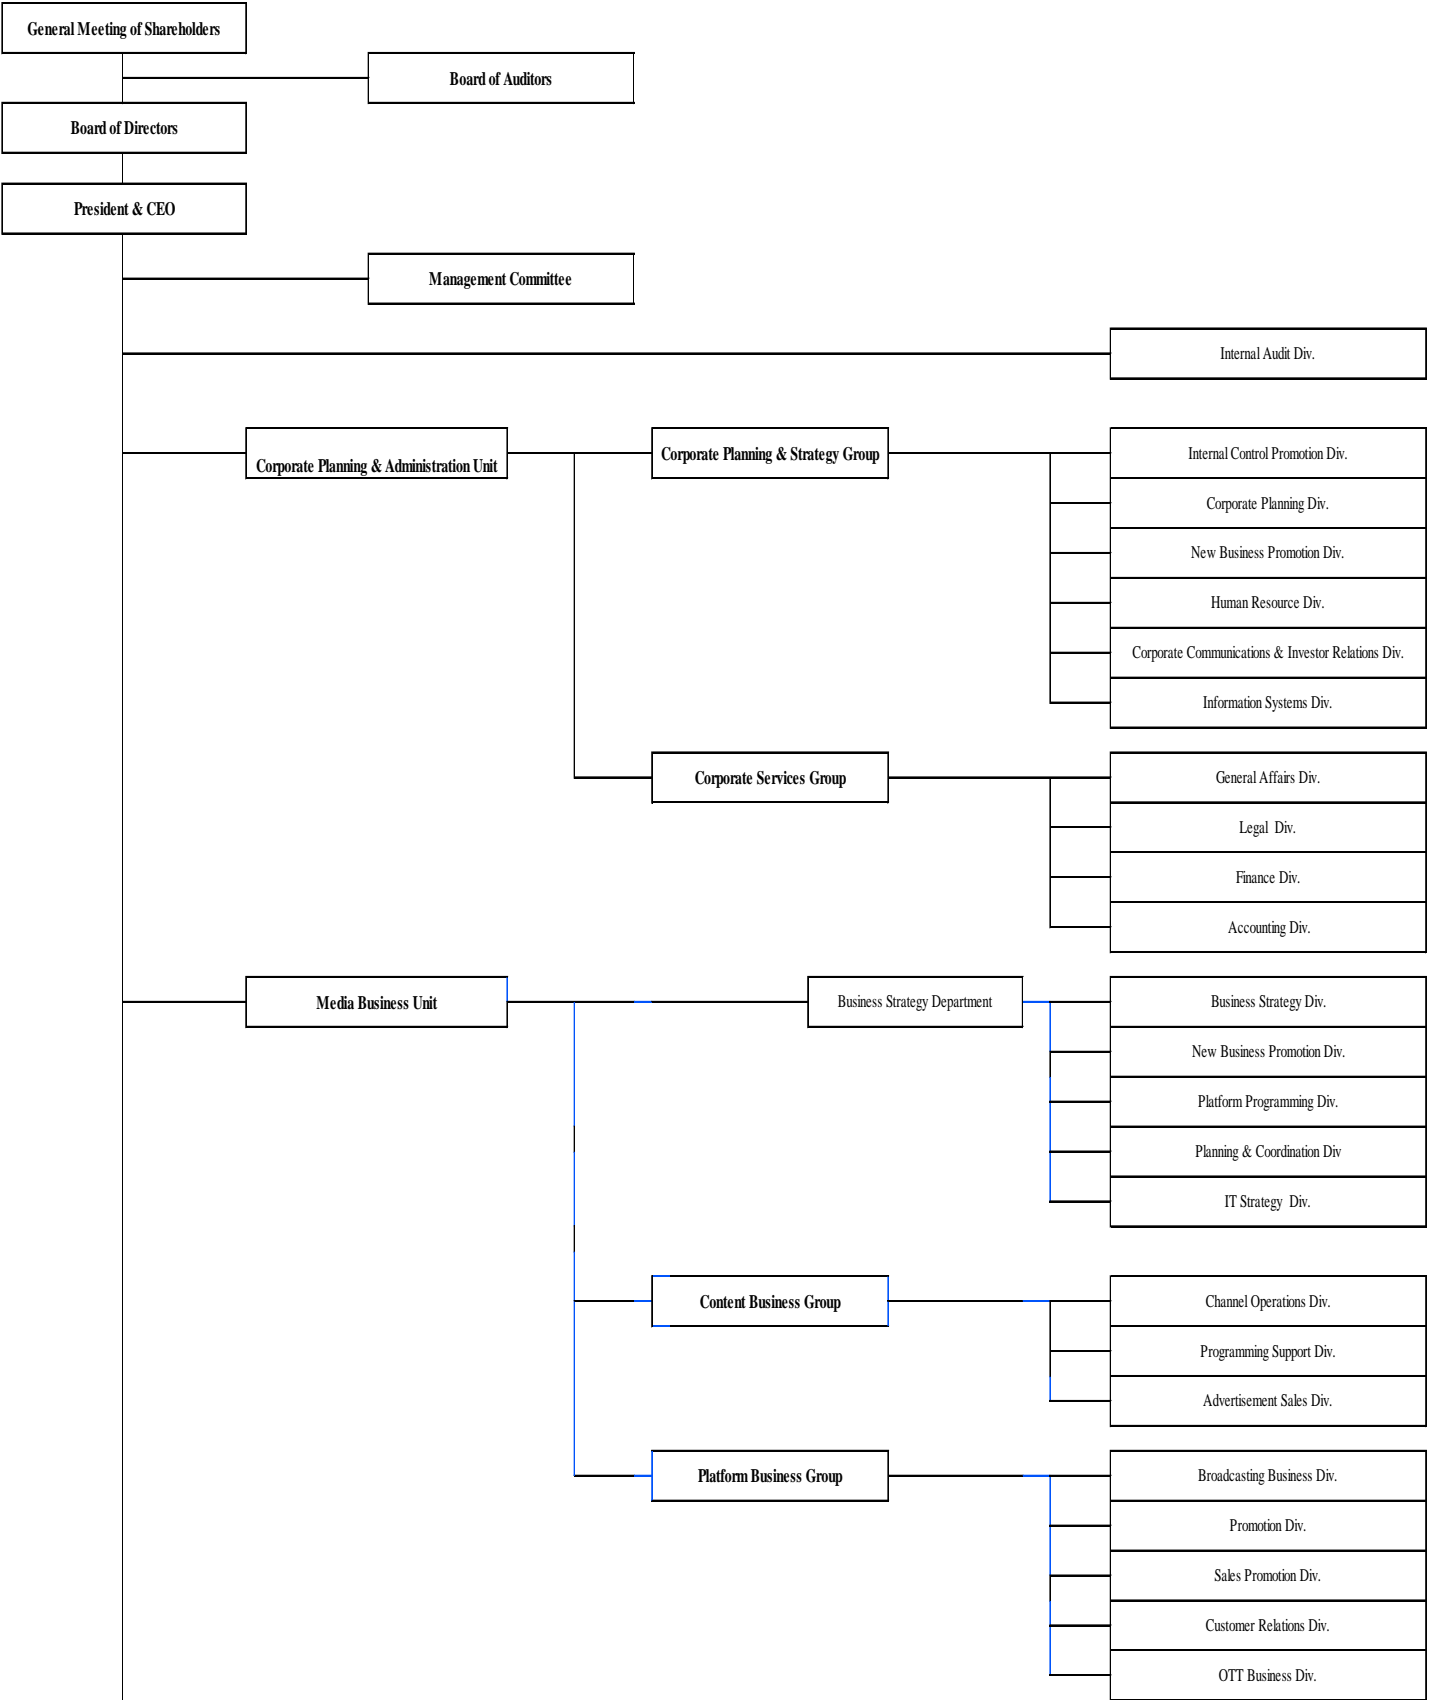 General Meeting of Shareholders
Board of Auditors
Board of Directors
President & CEO
Management Committee
Internal Audit Div.
Corporate Planning & Administration Unit
Corporate Planning & Strategy Group
Internal Control Promotion Div.
Corporate Planning Div.
New Business Promotion Div.
Human Resource Div.
Corporate Communications & Investor Relations Div.
Information Systems Div.
Corporate Services Group
General Affairs Div.
Legal Div.
Finance Div.
Accounting Div.
Media Business Unit
Business Strategy Department
Business Strategy Div.
New Business Promotion Div.
Platform Programming Div.
Planning & Coordination Div
IT Strategy Div.
Content Business Group
Channel Operations Div.
Programming Support Div.
Advertisement Sales Div.
Platform Business Group
Broadcasting Business Div.
Promotion Div.
Sales Promotion Div.
Customer Relations Div.
OTT Business Div.